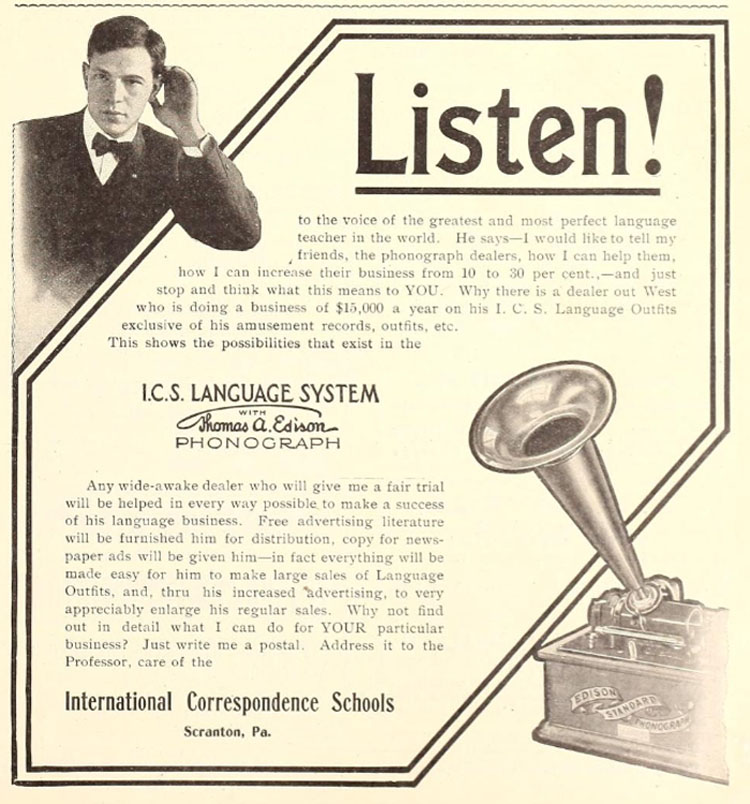 Listen!
to the voice of the greatest and most perfect language
teacher in the world. He says—I would like to tell my
friends, the phonograph dealers, how I can help them,
how I can increase their business from 10 to 30 per cent.,—and just
stop and think what this means to YOU. Why there is a dealer out West
who is doing a business of $15,000 a year on his I. C. S. Language Outfits
exclusive of his amusement records, outfits, etc.
This shows the possibilities that exist in the
I.C.S. LANGUAGE SYSTEM
WITH
Thomas A. Edison
PHONOGRAPH
Any wide-awake dealer who will give me a fair trial
will be helped in every way possible to make a success
of his language business. Free advertising literature
will be furnished him for distribution, copy for news-
paper ads will be given him—in fact everything will be
made easy for him to make large sales of Language
Outfits, and, thru his increased advertising, to very
appreciably enlarge his regular sales. Why not find
out in detail what I can do for YOUR particular
business? Just write me a postal. Address it to the
Professor, care of the
International Correspondence Schools
Scranton, Pa.
EDISON
STANDARD
PHONOGRAPH